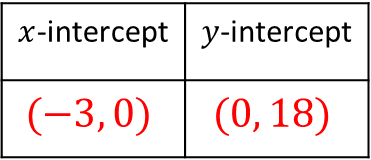 x-intercept y-intercept
(−3, 0) (0, 18)